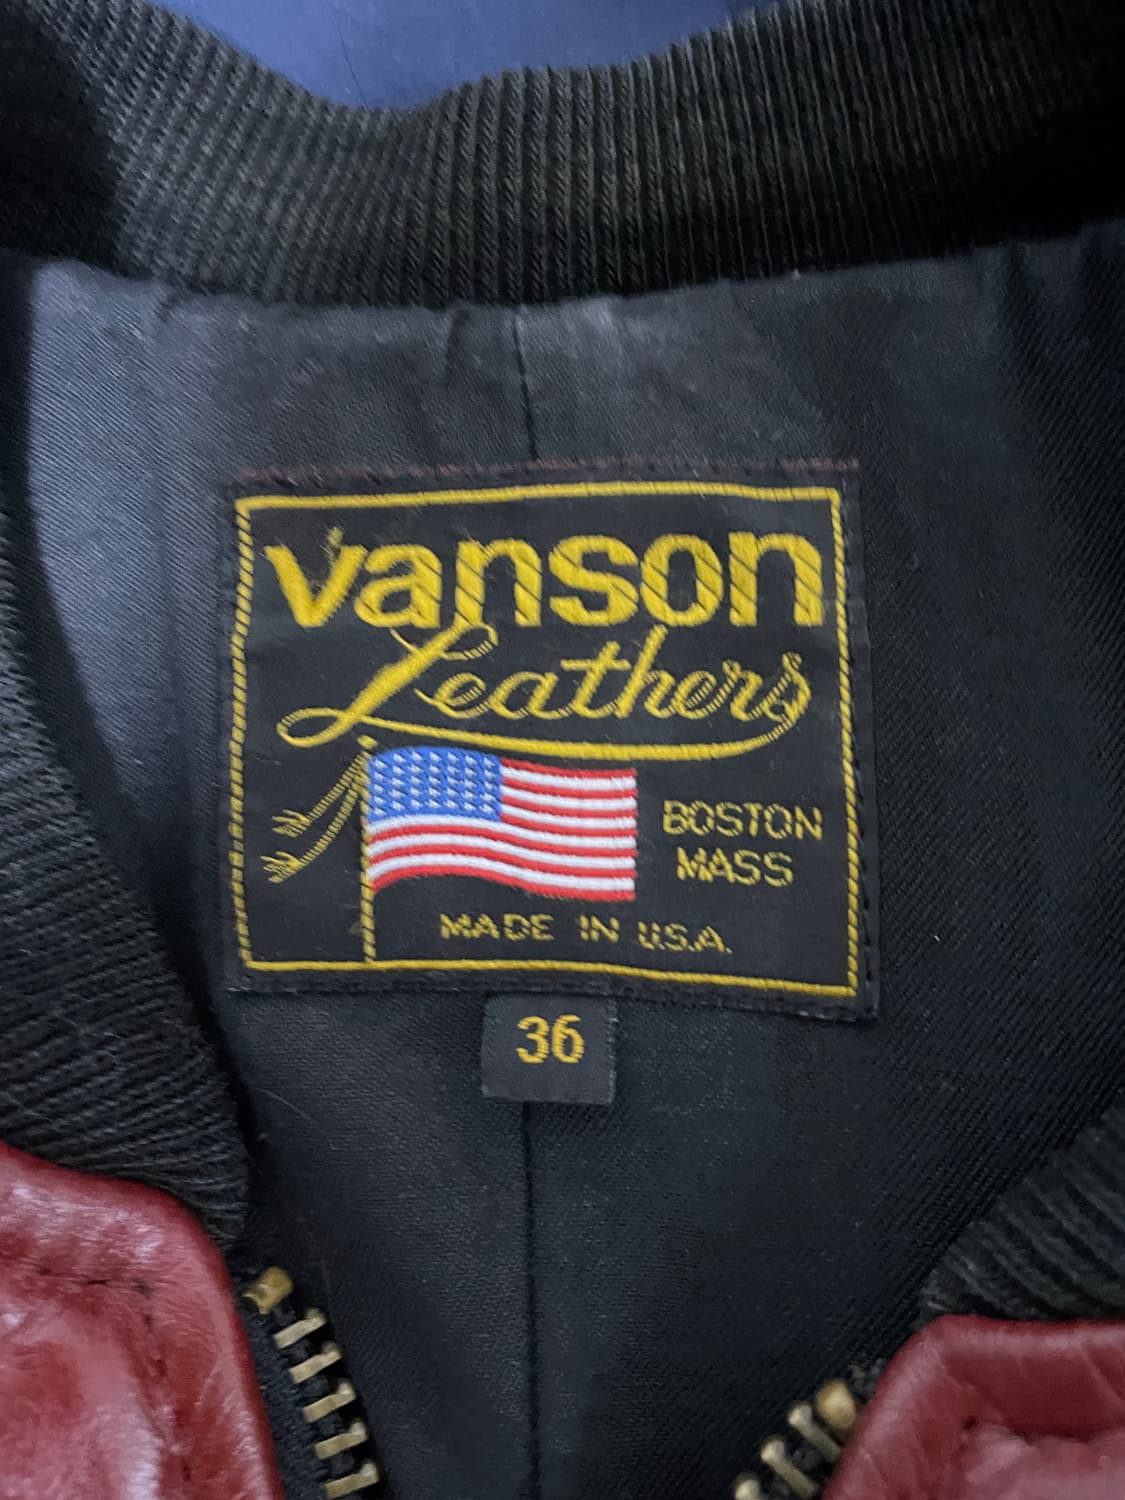 vanson
Leathers
BOSTON
MASS
MADE IN U.S.A.
36